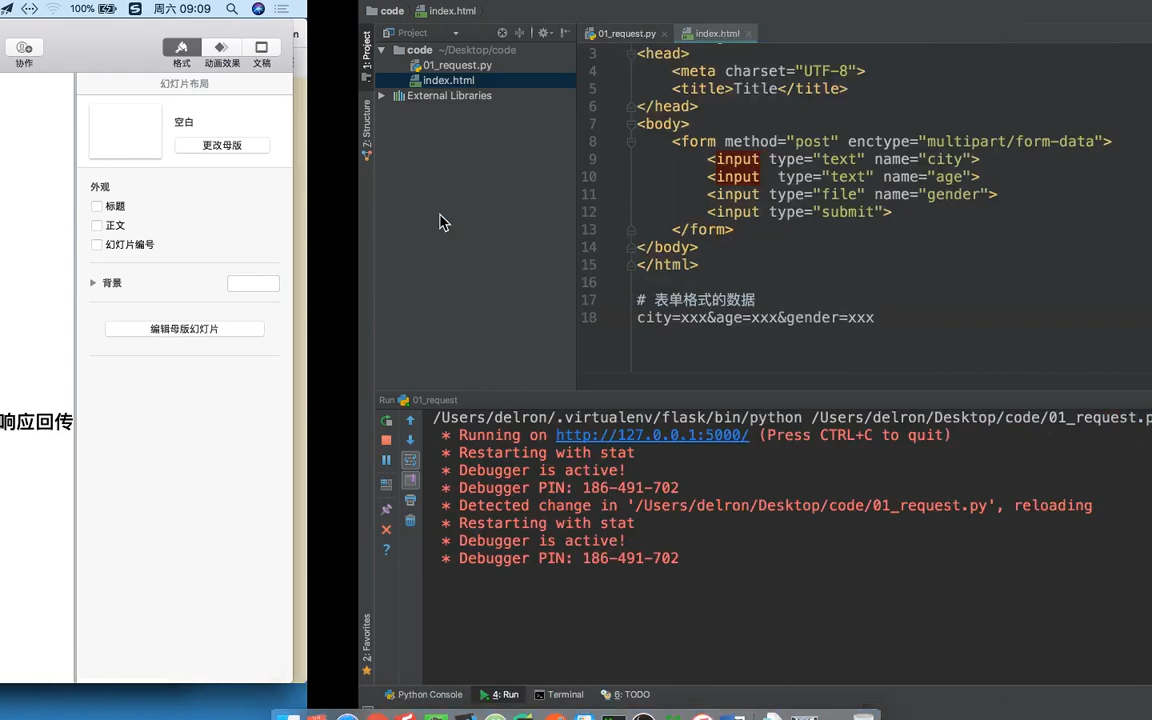 100% 周六 09:09
协作
格式
动画效果
文稿
幻灯片布局
空白
更改母版
外观
标题
正文
幻灯片编号
背景
编辑母版幻灯片
响应回传
code index.html
Project
code ~/Desktop/code
01_request.py
index.html
External Libraries
1: Project
7: Structure
2: Favorites
01_request.py index.html
3 <head>
4 <meta charset="UTF-8">
5 <title>Title</title>
6 </head>
7 <body>
8 <form method="post" enctype="multipart/form-data">
9 <input type="text" name="city">
10 <input  type="text" name="age">
11 <input type="file" name="gender">
12 <input type="submit">
13 </form>
14 </body>
15 </html>
16
17 # 表单格式的数据
18 city=xxx&age=xxx&gender=xxx
Run 01_request
/Users/delron/.virtualenv/flask/bin/python /Users/delron/Desktop/code/01_request.p
* Running on http://127.0.0.1:5000/ (Press CTRL+C to quit)
* Restarting with stat
* Debugger is active!
* Debugger PIN: 186-491-702
* Detected change in '/Users/delron/Desktop/code/01_request.py', reloading
* Restarting with stat
* Debugger is active!
* Debugger PIN: 186-491-702
Python Console 4: Run Terminal 6: TODO